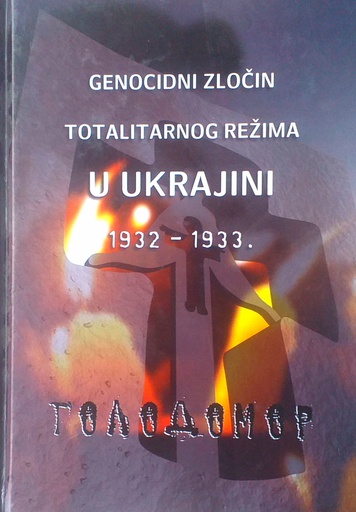 GENOCIDNI ZLOČIN
TOTALITARNOG REŽIMA
U UKRAJINI
1932 - 1933.
ГОЛОДОМОР